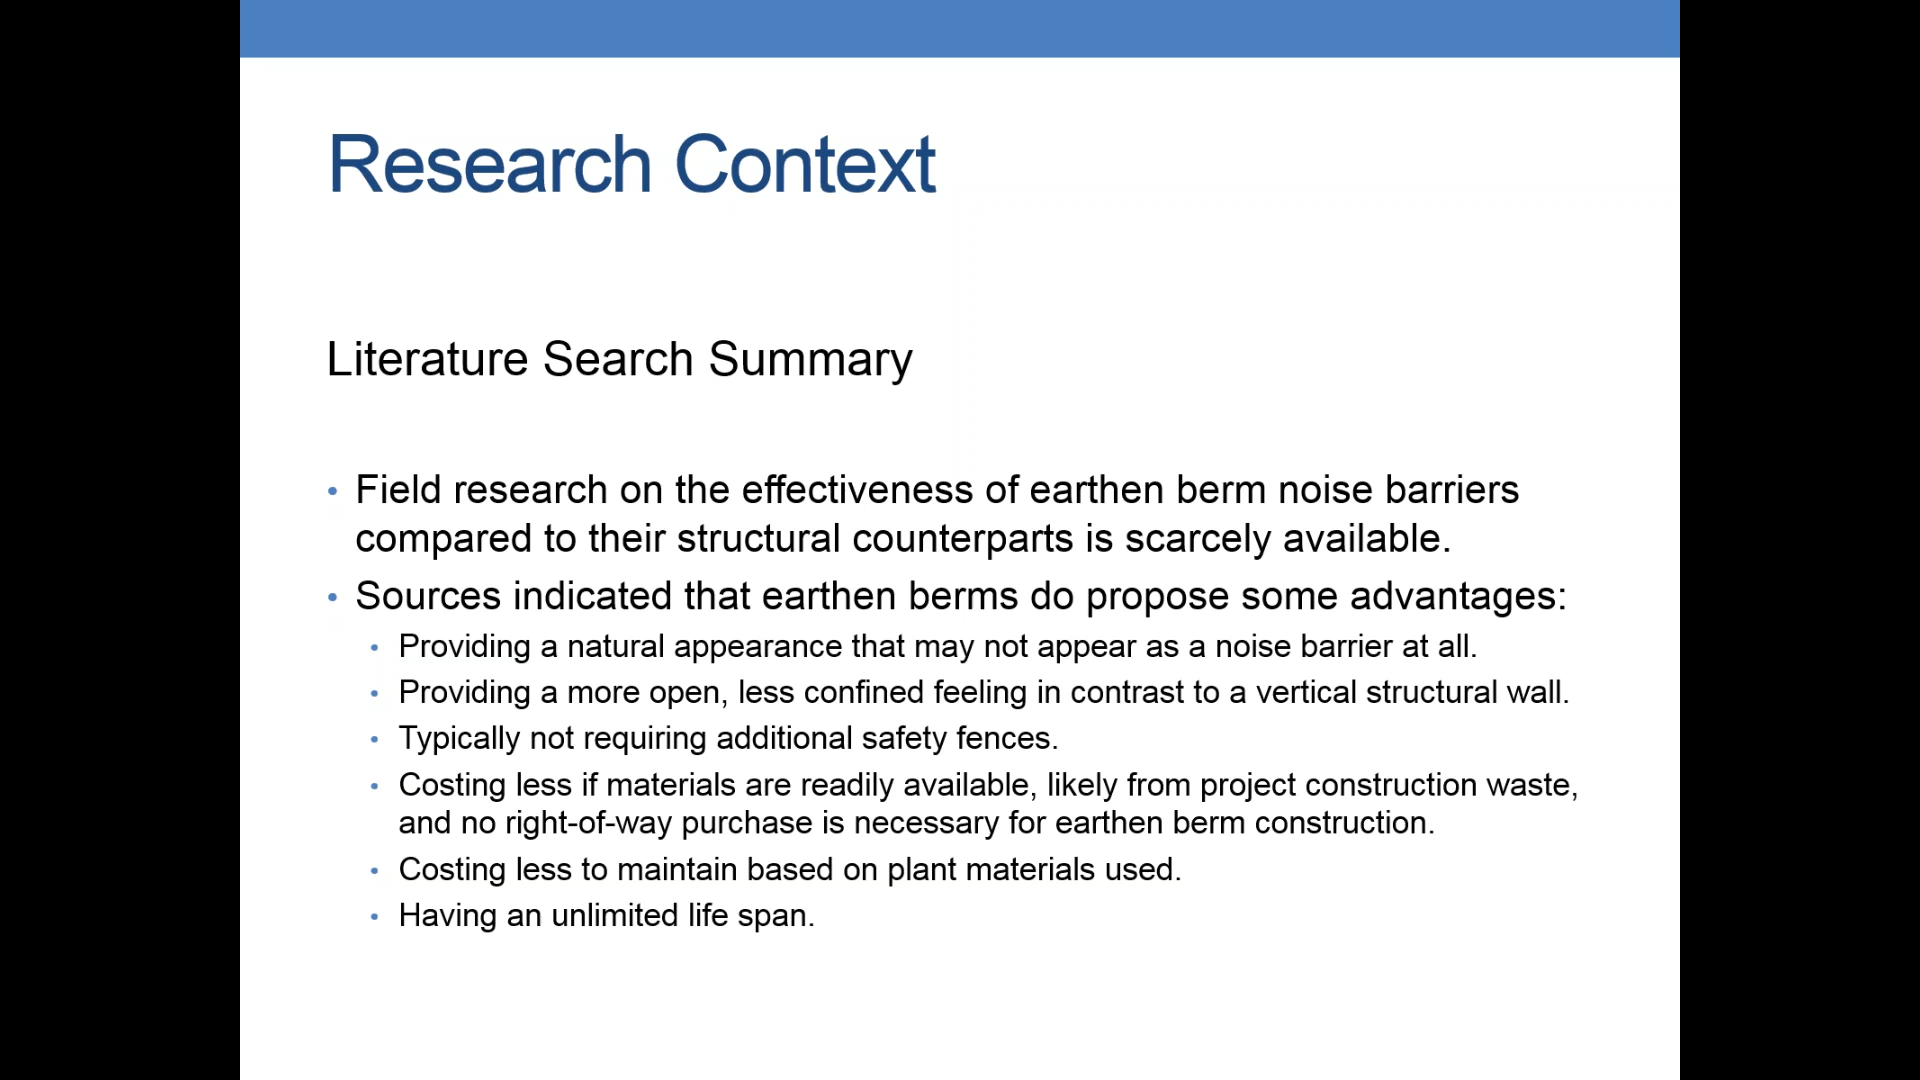 Research Context
Literature Search Summary
• Field research on the effectiveness of earthen berm noise barriers
compared to their structural counterparts is scarcely available.
• Sources indicated that earthen berms do propose some advantages:
• Providing a natural appearance that may not appear as a noise barrier at all.
• Providing a more open, less confined feeling in contrast to a vertical structural wall.
• Typically not requiring additional safety fences.
• Costing less if materials are readily available, likely from project construction waste,
and no right-of-way purchase is necessary for earthen berm construction.
• Costing less to maintain based on plant materials used.
• Having an unlimited life span.